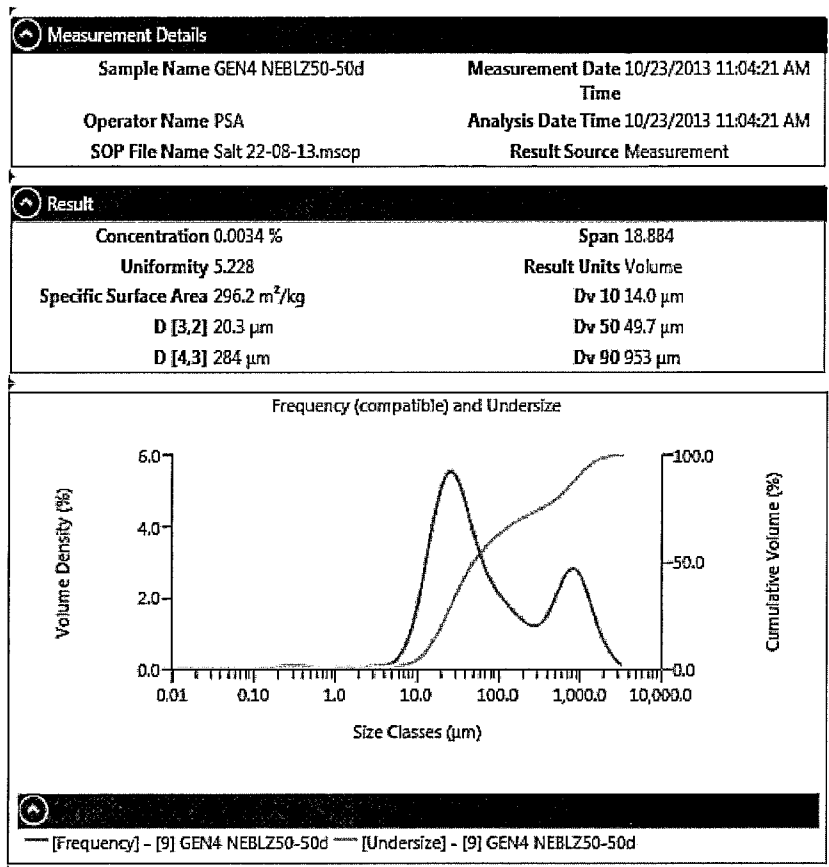 Measurement Details
Sample Name GEN4 NEBLZ50-50d
Measurement Date Time 10/23/2013 11:04:21 AM
Operator Name PSA
Analysis Date Time 10/23/2013 11:04:21 AM
SOP File Name Salt 22-08-13.msop
Result Source Measurement
Result
Concentration 0.0034 %
Span 18.884
Uniformity 5.228
Result Units Volume
Specific Surface Area 296.2 m²/kg
Dv 10 14.0 µm
D [3,2] 20.3 µm
Dv 50 49.7 µm
D [4,3] 284 µm
Dv 90 953 µm
Frequency (compatible) and Undersize
Volume Density (%)
6.0
4.0
2.0
0.0
100.0
50.0
0.0
Cumulative Volume (%)
0.01 0.10 1.0 10.0 100.0 1,000.0 10,000.0
Size Classes (µm)
[Frequency] - [9] GEN4 NEBLZ50-50d [Undersize] - [9] GEN4 NEBLZ50-50d